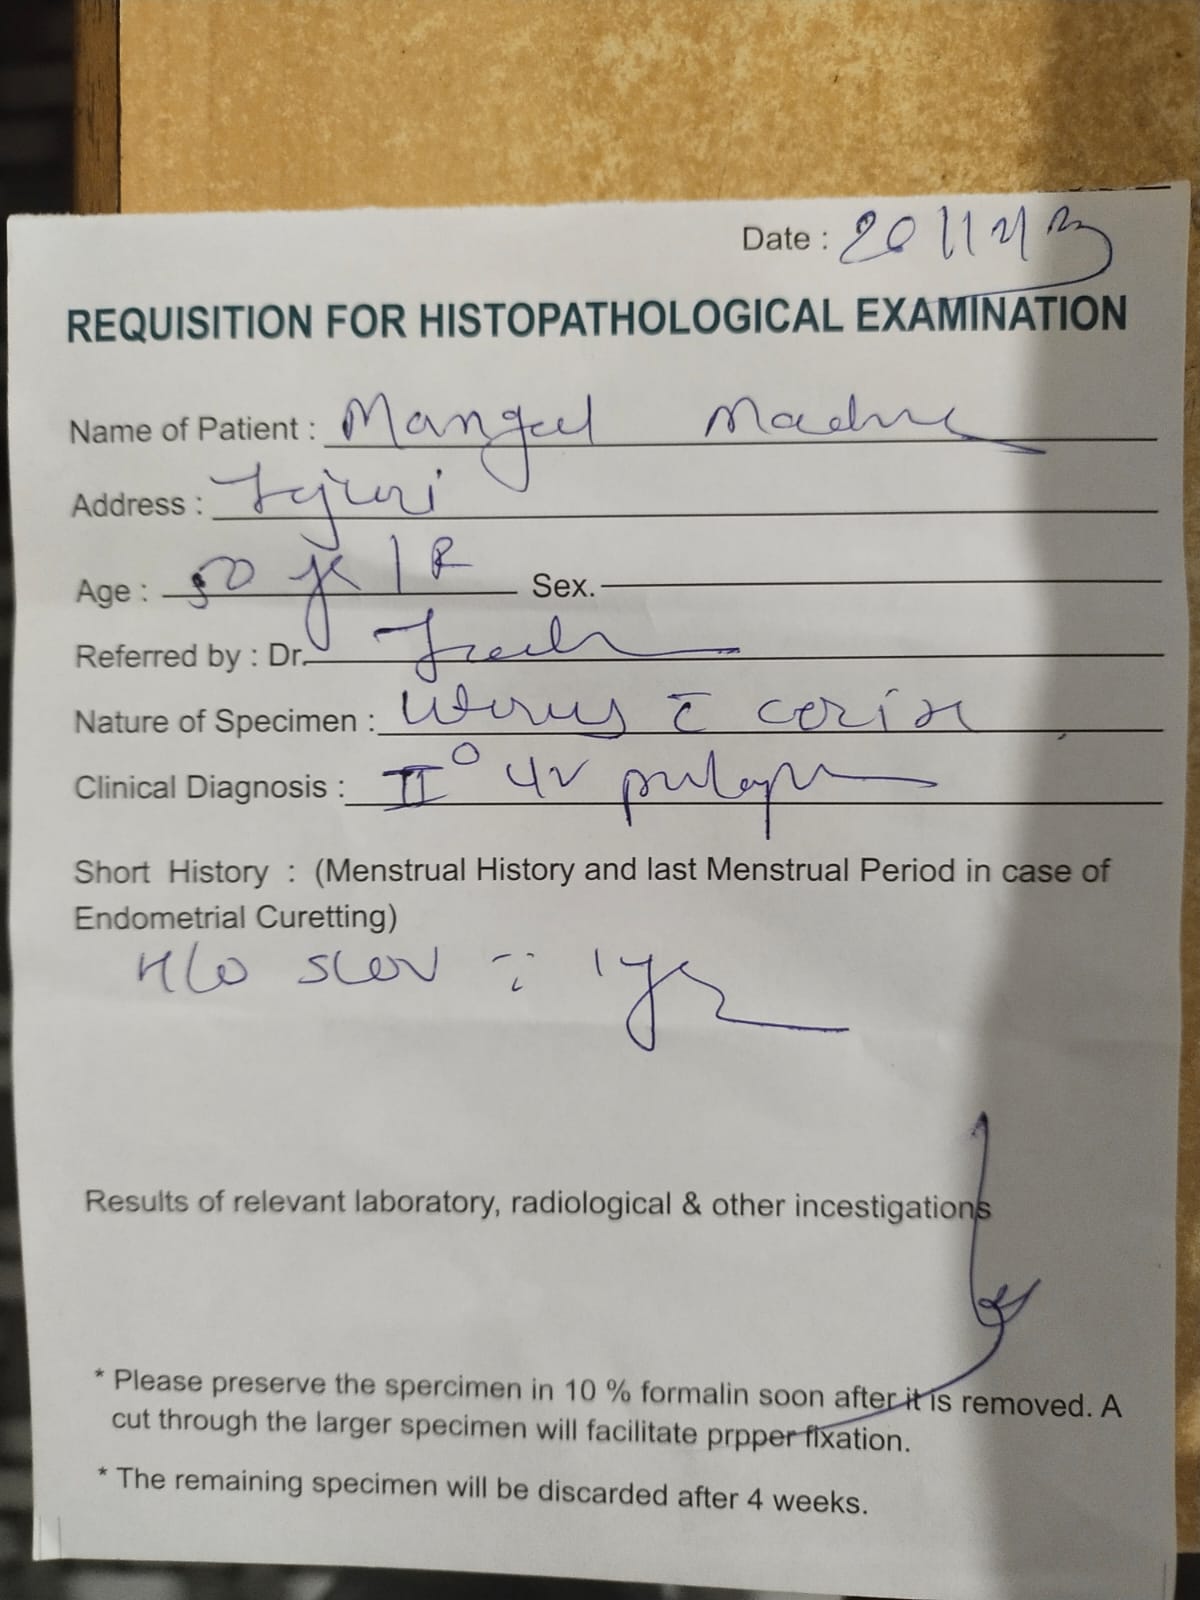 Date : 20
REQUISITION FOR HISTOPATHOLOGICAL EXAMINATION
Name of Patient : Mangal
Address :
Age : 50 yr | F Sex.
Referred by : Dr.
Nature of Specimen : Uterus c̄ cervix
Clinical Diagnosis : II° UV prolapse
Short History : (Menstrual History and last Menstrual Period in case of
Endometrial Curetting)
H/o 1yr
Results of relevant laboratory, radiological & other incestigations
* Please preserve the spercimen in 10 % formalin soon after it is removed. A
cut through the larger specimen will facilitate prpper fixation.
* The remaining specimen will be discarded after 4 weeks.